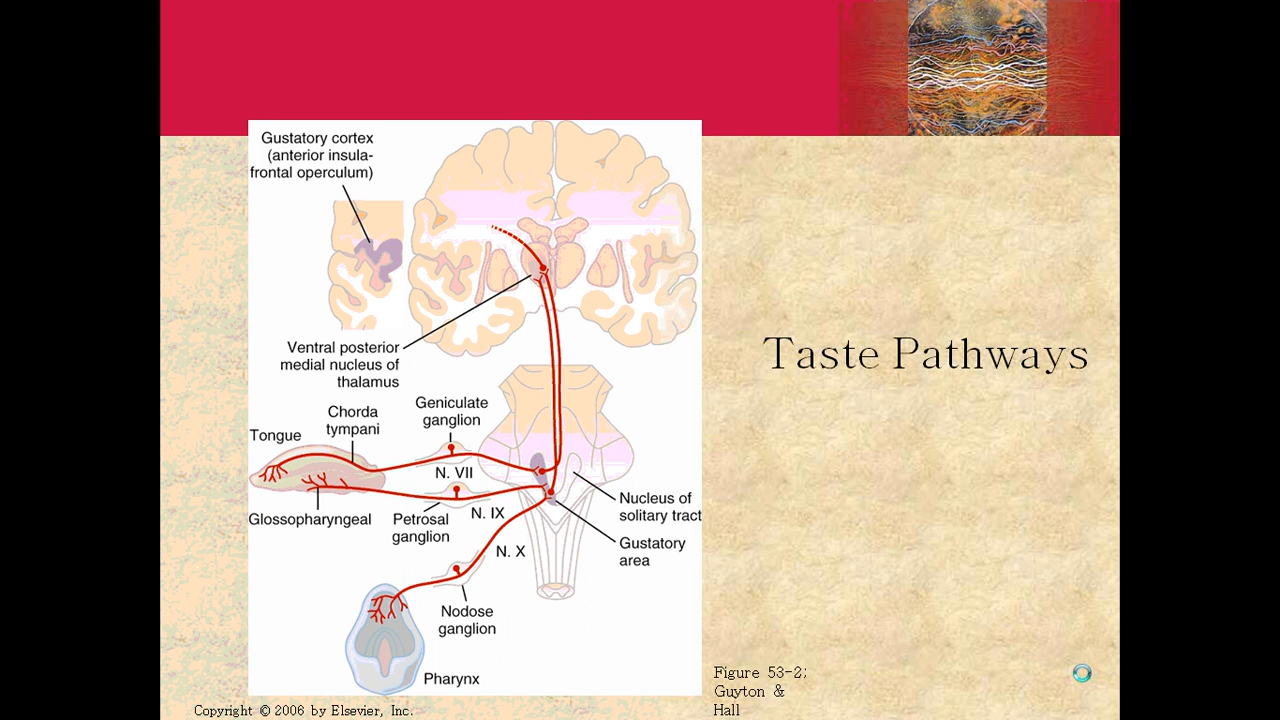 Gustatory cortex
(anterior insula-
frontal operculum)
Ventral posterior
medial nucleus of
thalamus
Taste Pathways
Geniculate
ganglion
Chorda
tympani
Tongue
N. VII
Glossopharyngeal
Petrosal
ganglion
N. IX
Nucleus of
solitary tract
N. X
Gustatory
area
Nodose
ganglion
Pharynx
Figure 53-2;
Guyton &
Hall
Copyright © 2006 by Elsevier, Inc.